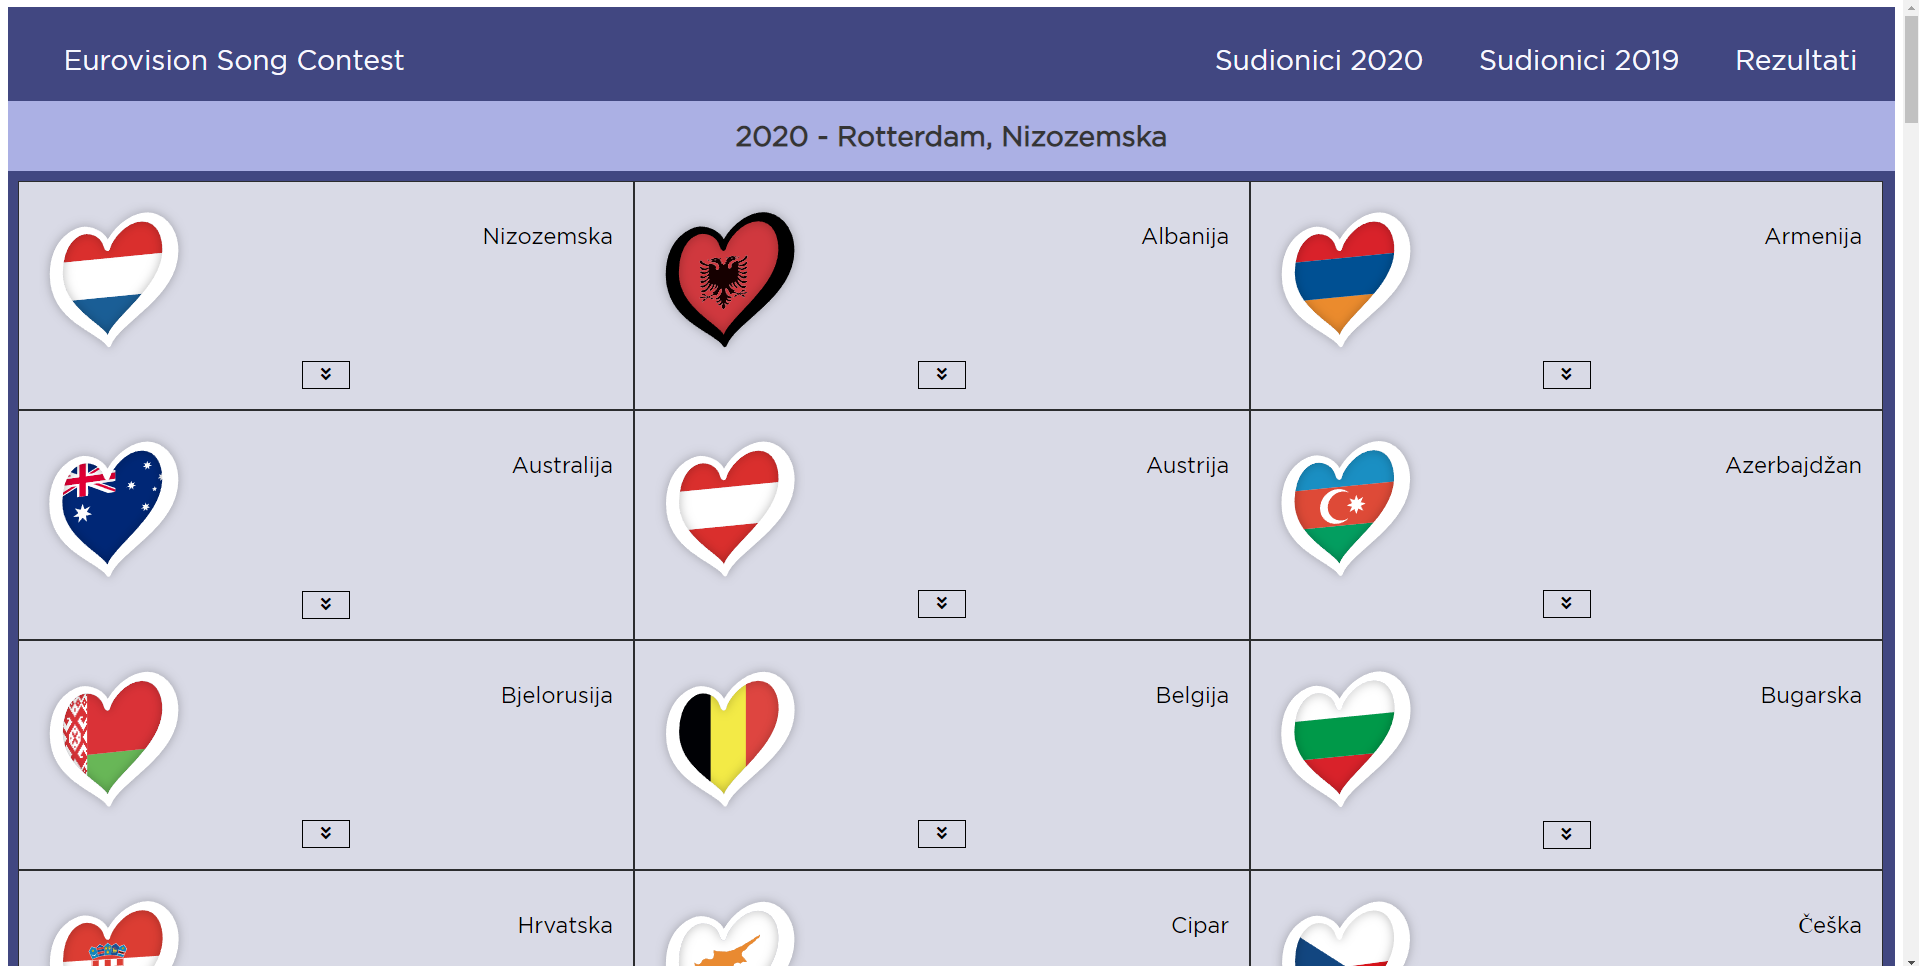 Eurovision Song Contest
Sudionici 2020
Sudionici 2019
Rezultati
2020 - Rotterdam, Nizozemska
Nizozemska
Albanija
Armenija
Australija
Austrija
Azerbajdžan
Bjelorusija
Belgija
Bugarska
Hrvatska
Cipar
Češka